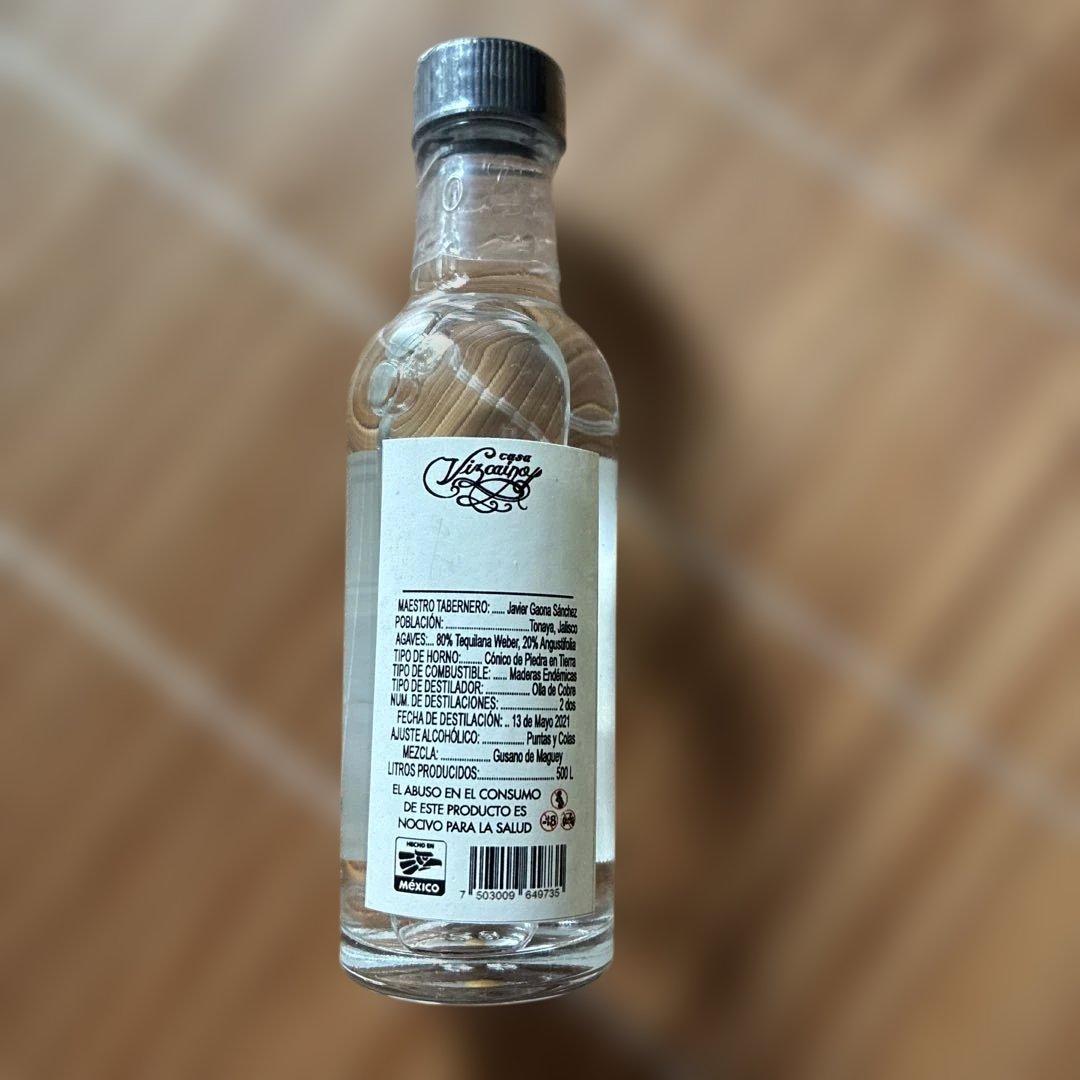 casa
Vizcaíno
MAESTRO TABERNERO: ...... Javier Gaona Sánchez
POBLACIÓN: ................................Tonaya, Jalisco
AGAVES:... 80% Tequilana Weber, 20% Angustifolia
TIPO DE HORNO:......... Cónico de Piedra en Tierra
TIPO DE COMBUSTIBLE: ...... Maderas Endémicas
TIPO DE DESTILADOR: ................... Olla de Cobre
NUM. DE DESTILACIONES: ........................ 2 dos
FECHA DE DESTILACIÓN: .. 13 de Mayo 2021
AJUSTE ALCOHÓLICO: .................. Puntas y Colas
MEZCLA: ..................... Gusano de Maguey
LITROS PRODUCIDOS:................................ 500 L
EL ABUSO EN EL CONSUMO
DE ESTE PRODUCTO ES
NOCIVO PARA LA SALUD
-18
HECHO EN
MÉXICO
7 503009 649735